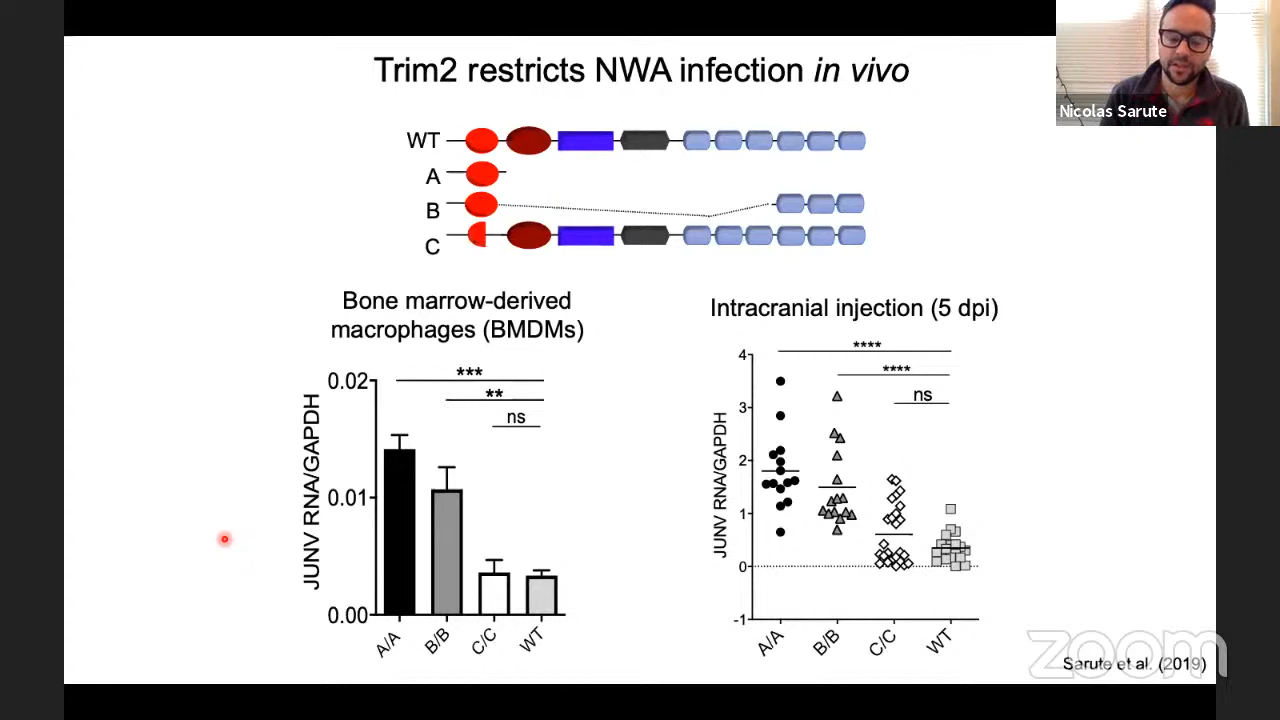 Nicolas Sarute
Trim2 restricts NWA infection in vivo
WT
A
B
C
Bone marrow-derived
macrophages (BMDMs)
JUNV RNA/GAPDH
0.02
0.01
0.00
***
**
ns
A/A
B/B
C/C
WT
Intracranial injection (5 dpi)
JUNV RNA/GAPDH
4
3
2
1
0
-1
****
****
ns
A/A
B/B
C/C
WT
zoom
Sarute et al. (2019)